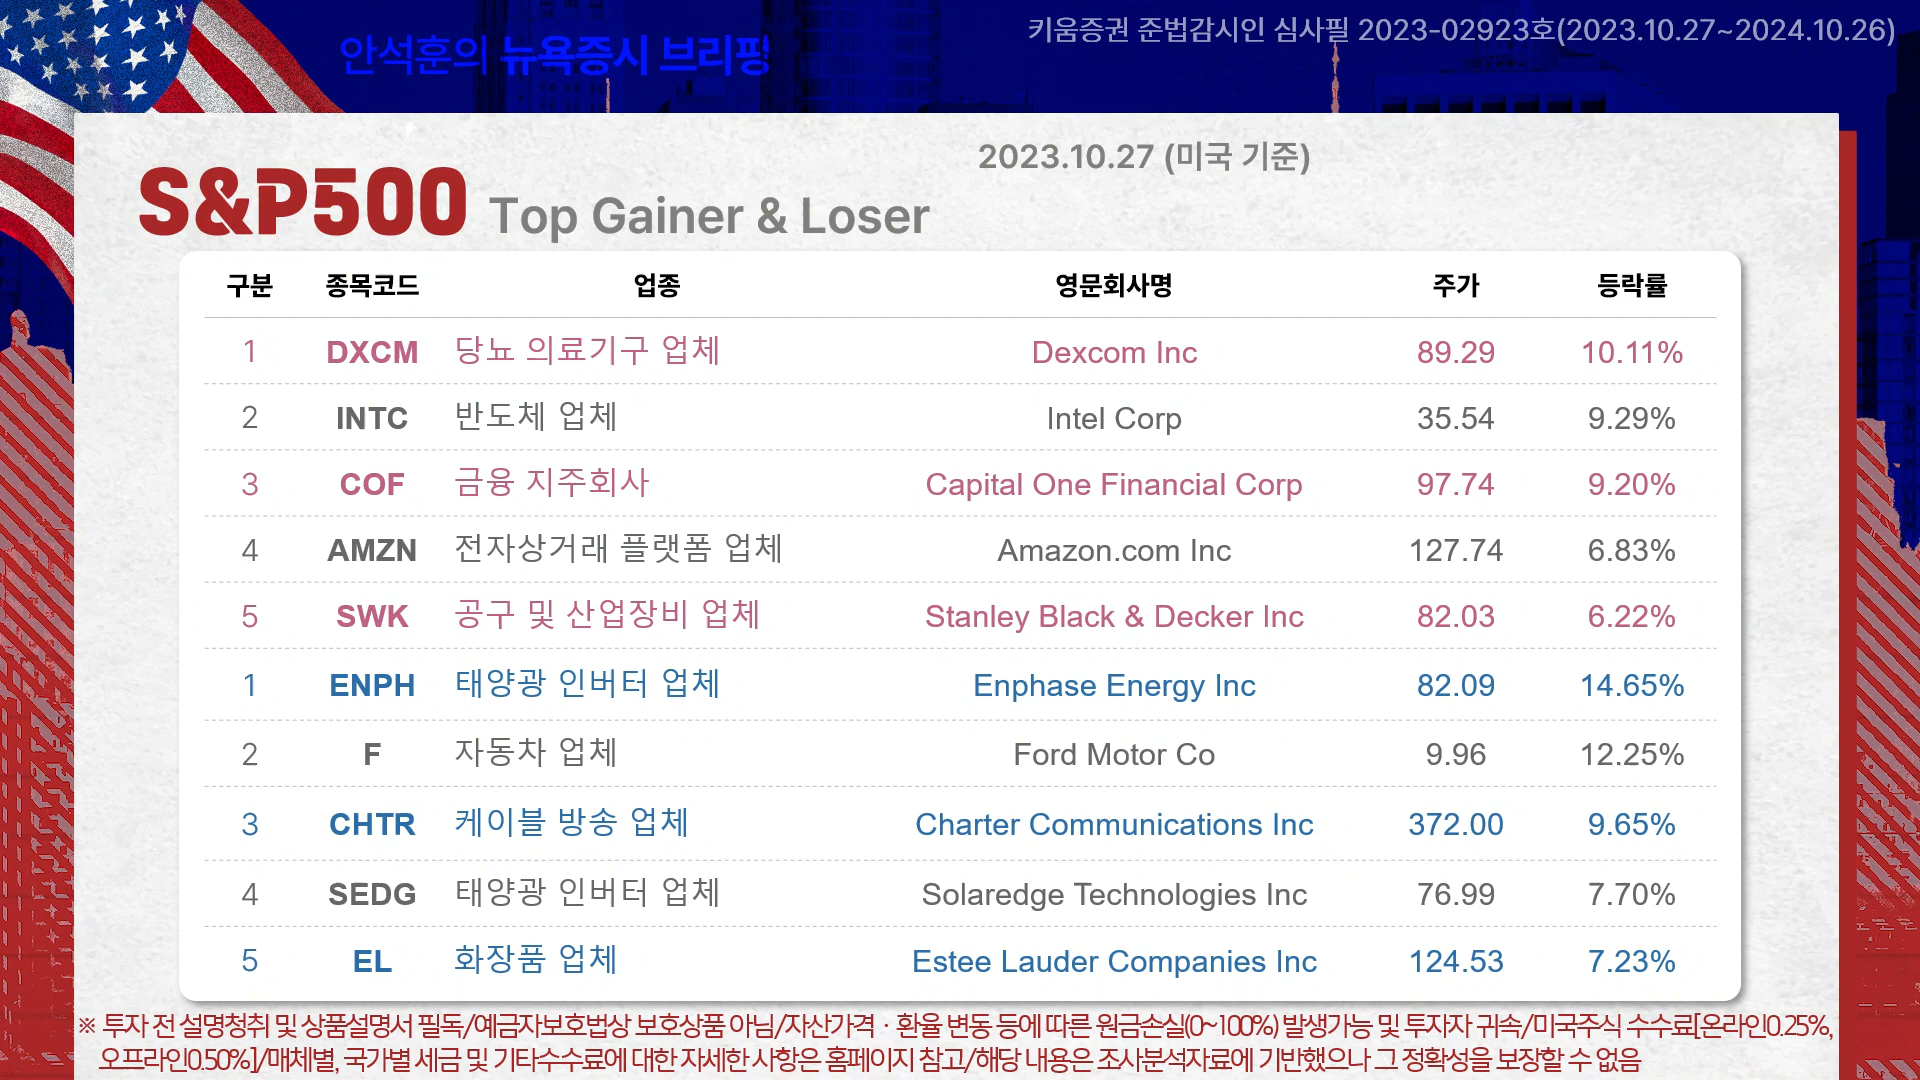 키움증권 준법감시인 심사필 2023-02923호(2023.10.27~2024.10.26)
안석훈의 뉴욕증시 브리핑
2023.10.27 (미국 기준)
S&P500 Top Gainer & Loser
구분 종목코드 업종 영문회사명 주가 등락률
1 DXCM 당뇨 의료기구 업체 Dexcom Inc 89.29 10.11%
2 INTC 반도체 업체 Intel Corp 35.54 9.29%
3 COF 금융 지주회사 Capital One Financial Corp 97.74 9.20%
4 AMZN 전자상거래 플랫폼 업체 Amazon.com Inc 127.74 6.83%
5 SWK 공구 및 산업장비 업체 Stanley Black & Decker Inc 82.03 6.22%
1 ENPH 태양광 인버터 업체 Enphase Energy Inc 82.09 14.65%
2 F 자동차 업체 Ford Motor Co 9.96 12.25%
3 CHTR 케이블 방송 업체 Charter Communications Inc 372.00 9.65%
4 SEDG 태양광 인버터 업체 Solaredge Technologies Inc 76.99 7.70%
5 EL 화장품 업체 Estee Lauder Companies Inc 124.53 7.23%
※ 투자 전 설명청취 및 상품설명서 필독/예금자보호법상 보호상품 아님/자산가격 · 환율 변동 등에 따른 원금손실(0~100%) 발생가능 및 투자자 귀속/미국주식 수수료[온라인0.25%,
오프라인0.50%]/매체별, 국가별 세금 및 기타수수료에 대한 자세한 사항은 홈페이지 참고/해당 내용은 조사분석자료에 기반했으나 그 정확성을 보장할 수 없음